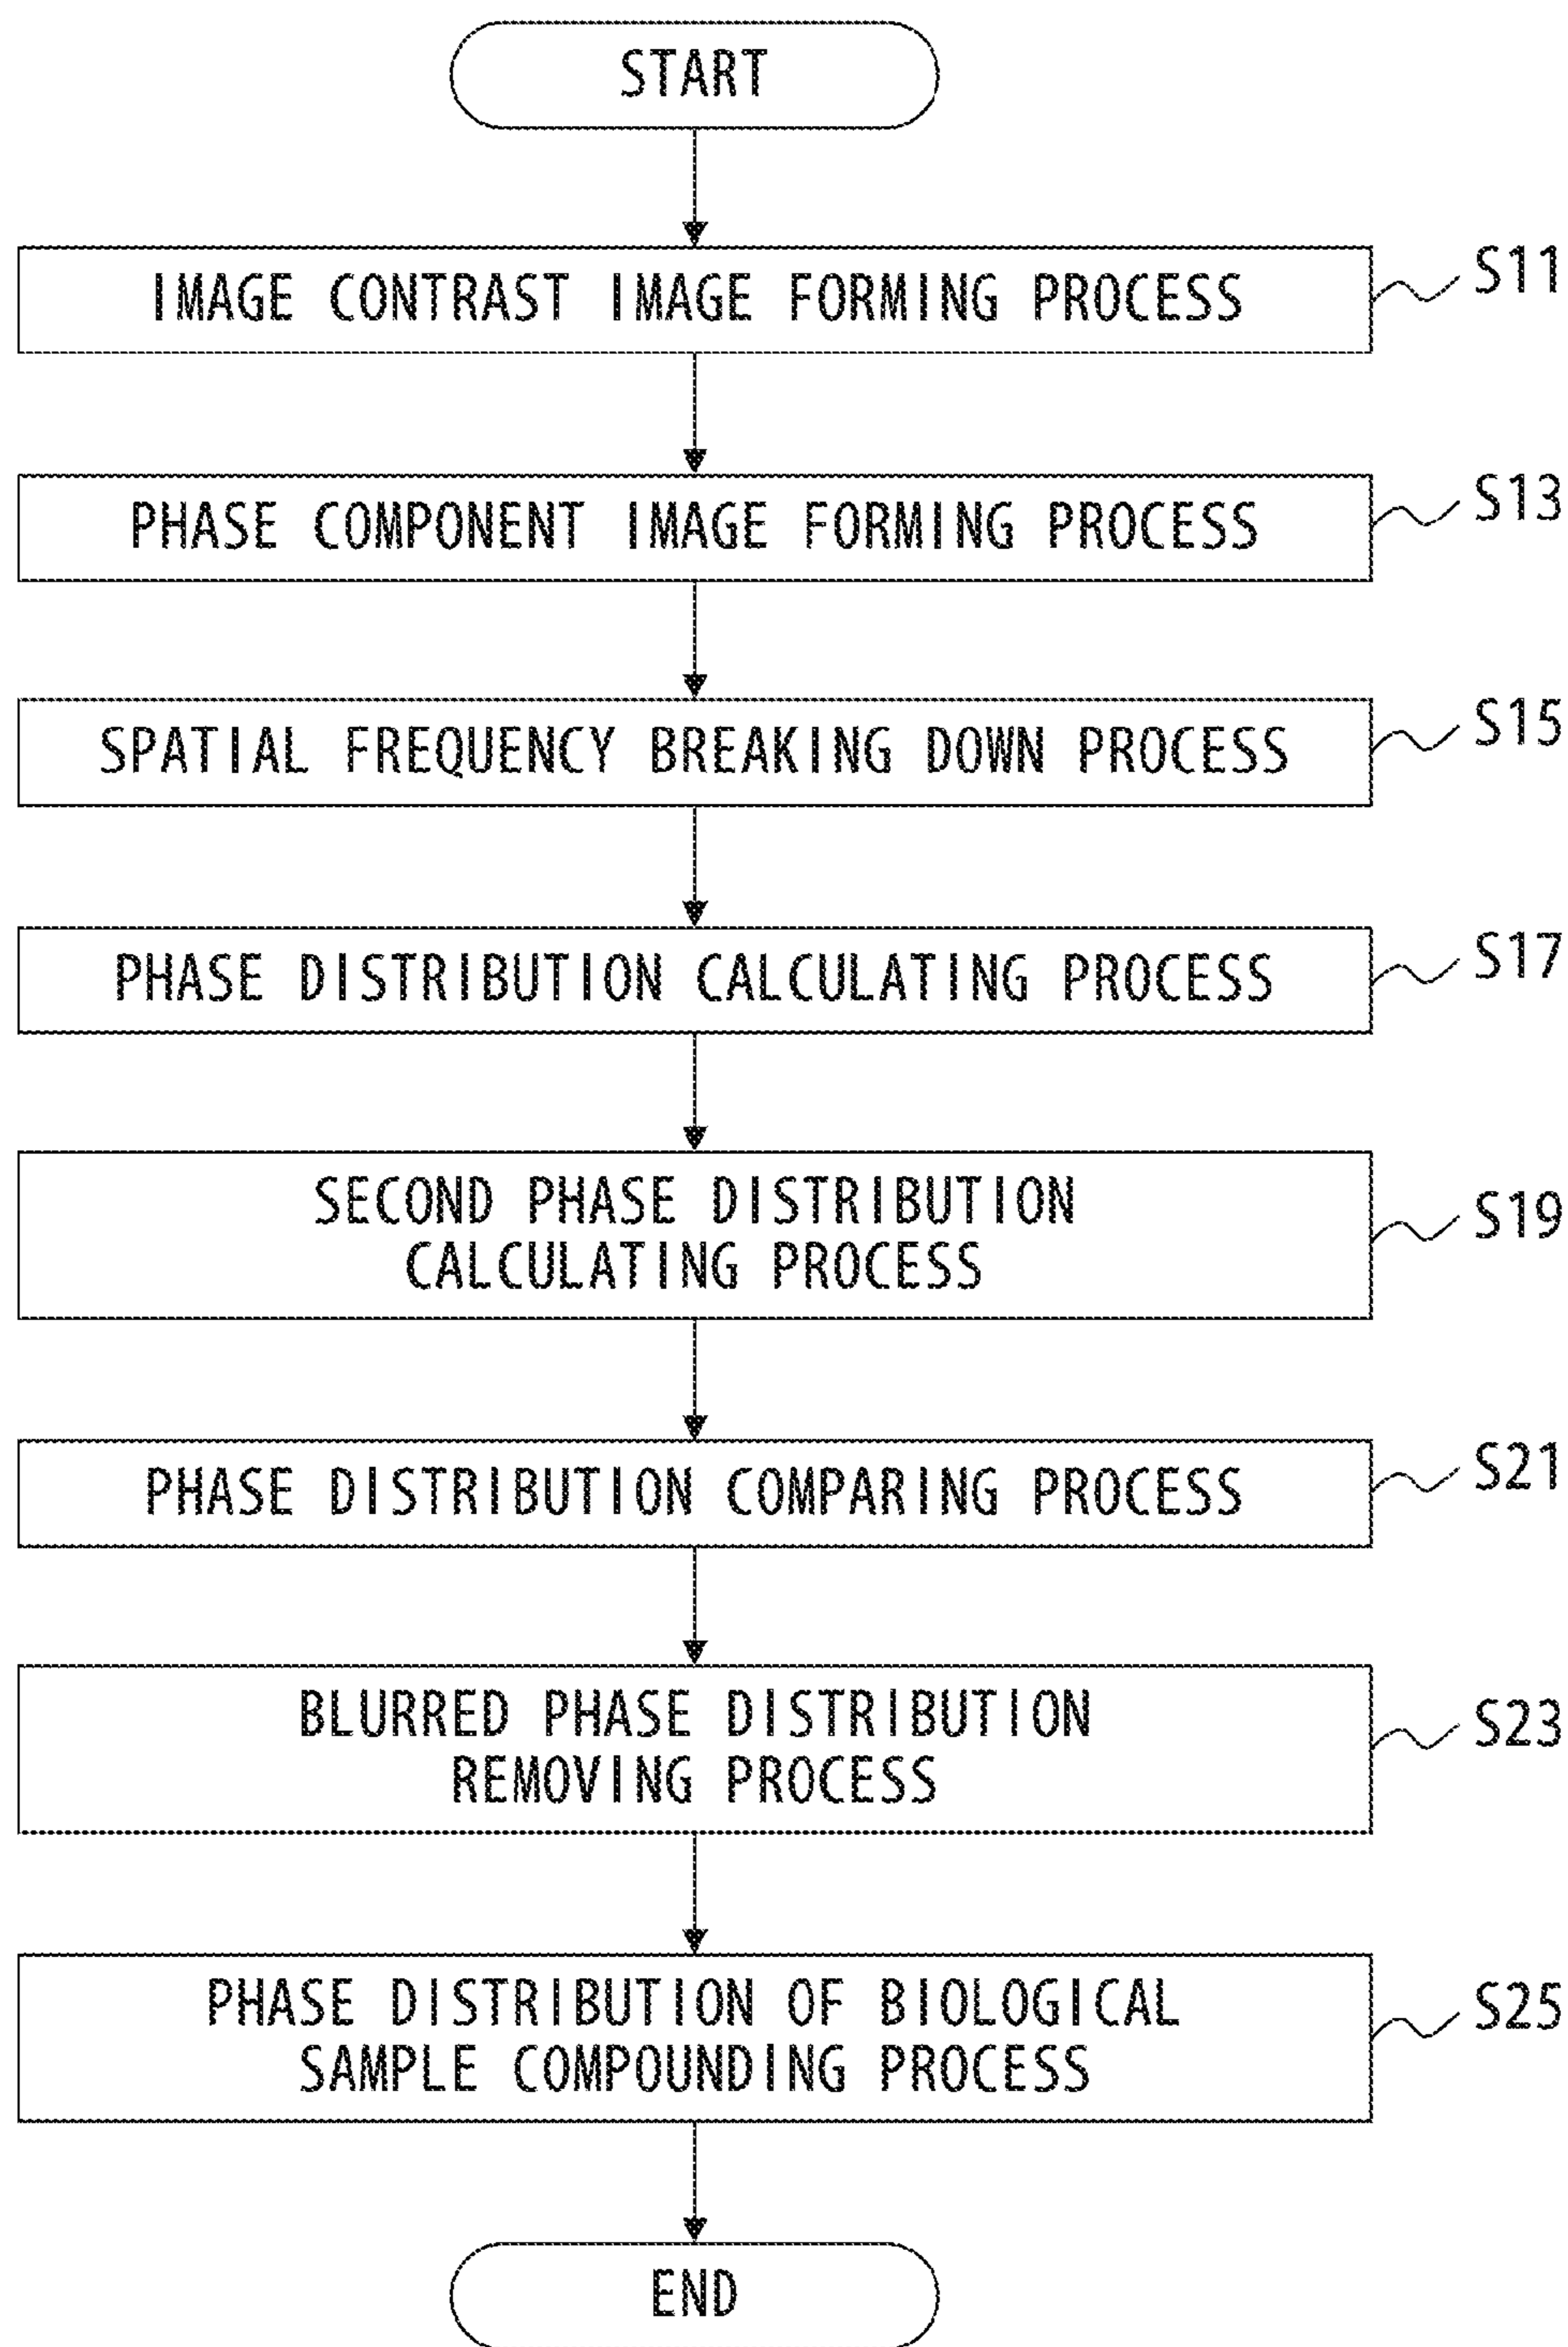 START
IMAGE CONTRAST IMAGE FORMING PROCESS
S11
PHASE COMPONENT IMAGE FORMING PROCESS
S13
SPATIAL FREQUENCY BREAKING DOWN PROCESS
S15
PHASE DISTRIBUTION CALCULATING PROCESS
S17
SECOND PHASE DISTRIBUTION
CALCULATING PROCESS
S19
PHASE DISTRIBUTION COMPARING PROCESS
S21
BLURRED PHASE DISTRIBUTION
REMOVING PROCESS
S23
PHASE DISTRIBUTION OF BIOLOGICAL
SAMPLE COMPOUNDING PROCESS
S25
END